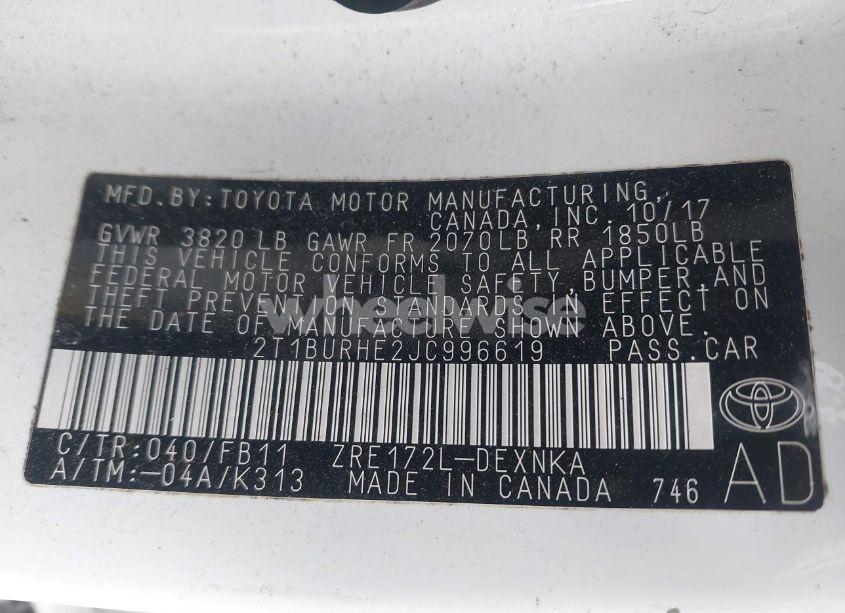 MFD.BY:TOYOTA MOTOR MANUFACTURING,
CANADA,INC. 10/17
GVWR 3820 LB GAWR FR 2070LB RR 1850LB
THIS VEHICLE CONFORMS TO ALL APPLICABLE
FEDERAL MOTOR VEHICLE SAFETY,BUMPER,AND
THEFT PREVENTION STANDARDS IN EFFECT ON
THE DATE OF MANUFACTURE SHOWN ABOVE.
wheelwise
2T1BURHE2JC996619 PASS.CAR
C/TR:040/FB11 ZRE172L-DEXNKA
A/TM:-04A/K313 MADE IN CANADA 746 AD